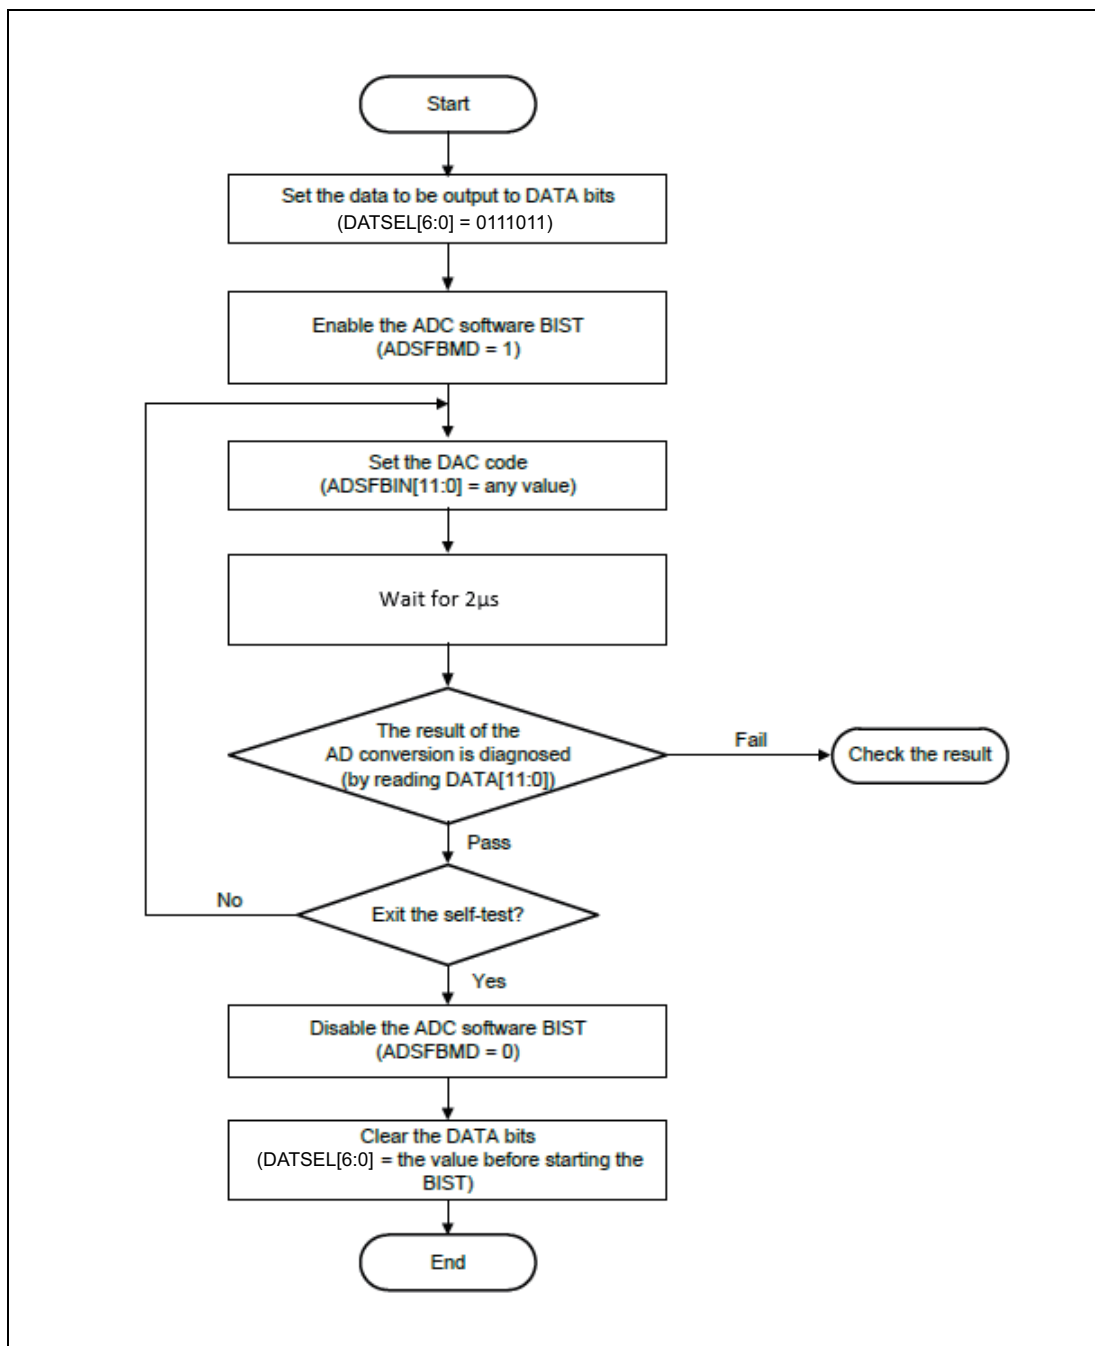 Start
Set the data to be output to DATA bits
(DATSEL[6:0] = 0111011)
Enable the ADC software BIST
(ADSFBMD = 1)
Set the DAC code
(ADSFBIN[11:0] = any value)
Wait for 2µs
The result of the
AD conversion is diagnosed
(by reading DATA[11:0])
Fail
Check the result
Pass
No
Exit the self-test?
Yes
Disable the ADC software BIST
(ADSFBMD = 0)
Clear the DATA bits
(DATSEL[6:0] = the value before starting the
BIST)
End